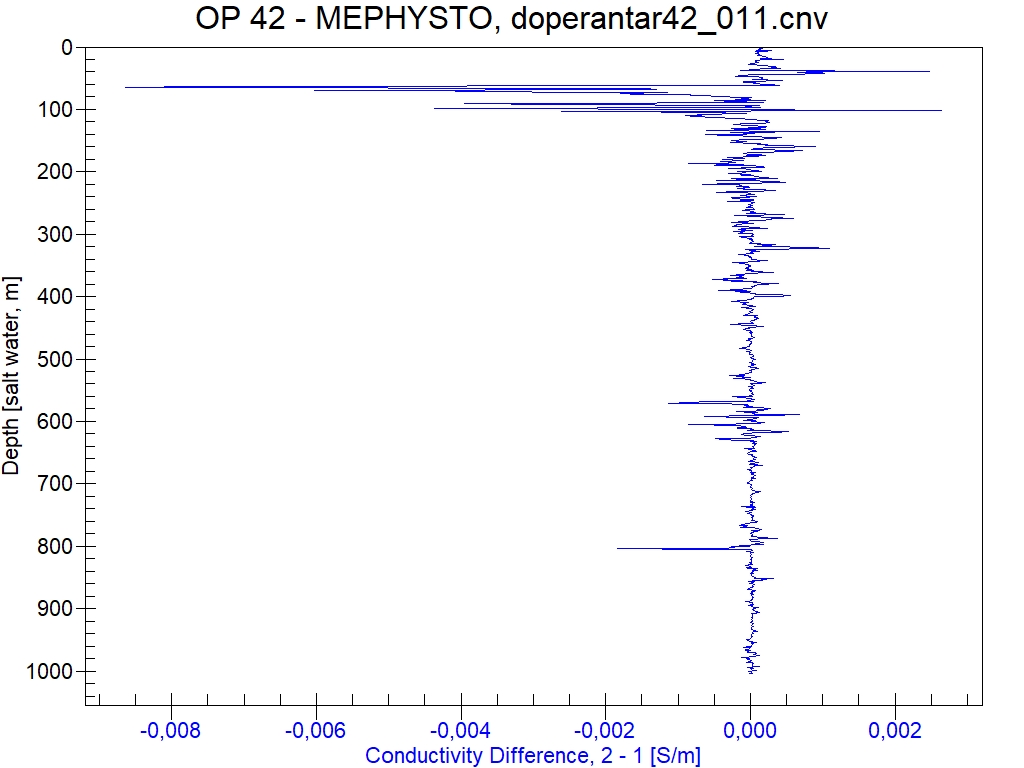 OP 42 - MEPHYSTO, doperantar42_011.cnv
0
100
200
300
400
500
600
700
800
900
1000
Depth [salt water, m]
-0,008 -0,006 -0,004 -0,002 0,000 0,002
Conductivity Difference, 2 - 1 [S/m]